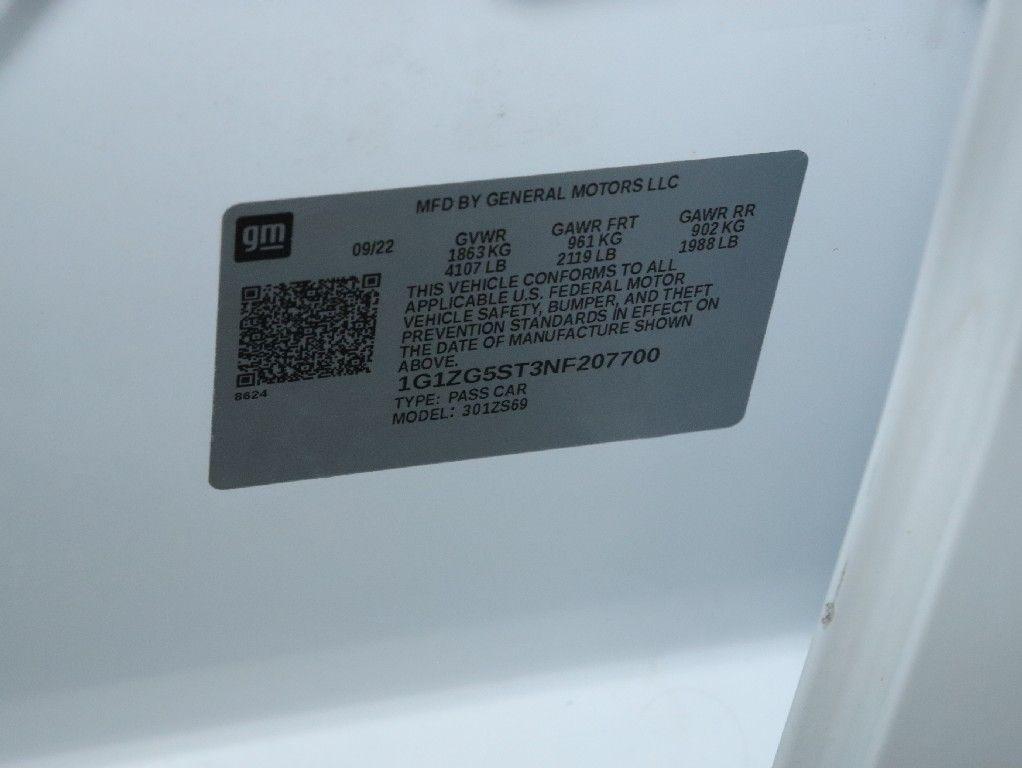 gm
MFD BY GENERAL MOTORS LLC
09/22
GVWR
1863 KG
4107 LB
GAWR FRT
961 KG
2119 LB
GAWR RR
902 KG
1988 LB
THIS VEHICLE CONFORMS TO ALL
APPLICABLE U.S. FEDERAL MOTOR
VEHICLE SAFETY, BUMPER, AND THEFT
PREVENTION STANDARDS IN EFFECT ON
THE DATE OF MANUFACTURE SHOWN
ABOVE.
8624
1G1ZG5ST3NF207700
TYPE: PASS CAR
MODEL: 301ZS69